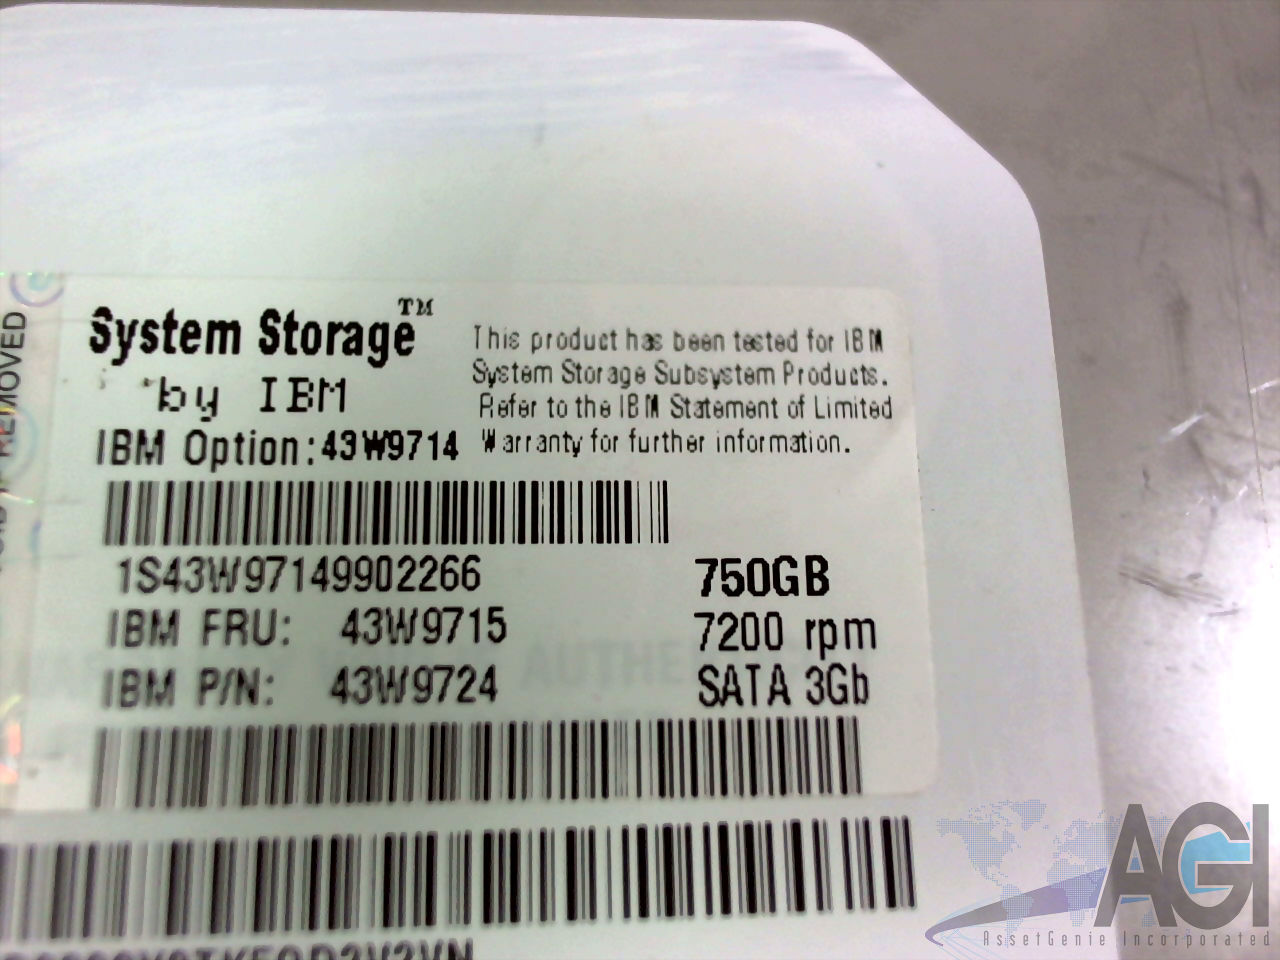 System Storage™
by IBM
This product has been tested for IBM
System Storage Subsystem Products.
Refer to the IBM Statement of Limited
Warranty for further information.
IBM Option: 43W9714
1S43W97149902266
750GB
IBM FRU: 43W9715
7200 rpm
IBM P/N: 43W9724
SATA 3Gb
REMOVED
AGI
AssetGenie Incorporated